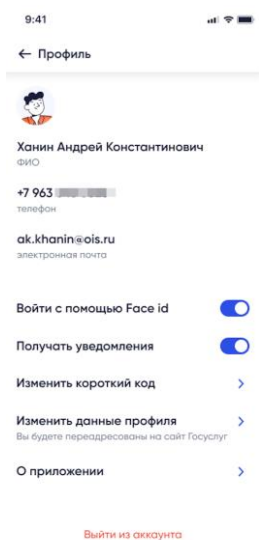 9:41
← Профиль
Ханин Андрей Константинович
ФИО
+7 963
телефон
ak.khanin@ois.ru
электронная почта
Войти с помощью Face id
Получать уведомления
Изменить короткий код
Изменить данные профиля
Вы будете переадресованы на сайт Госуслуг
О приложении
Выйти из аккаунта